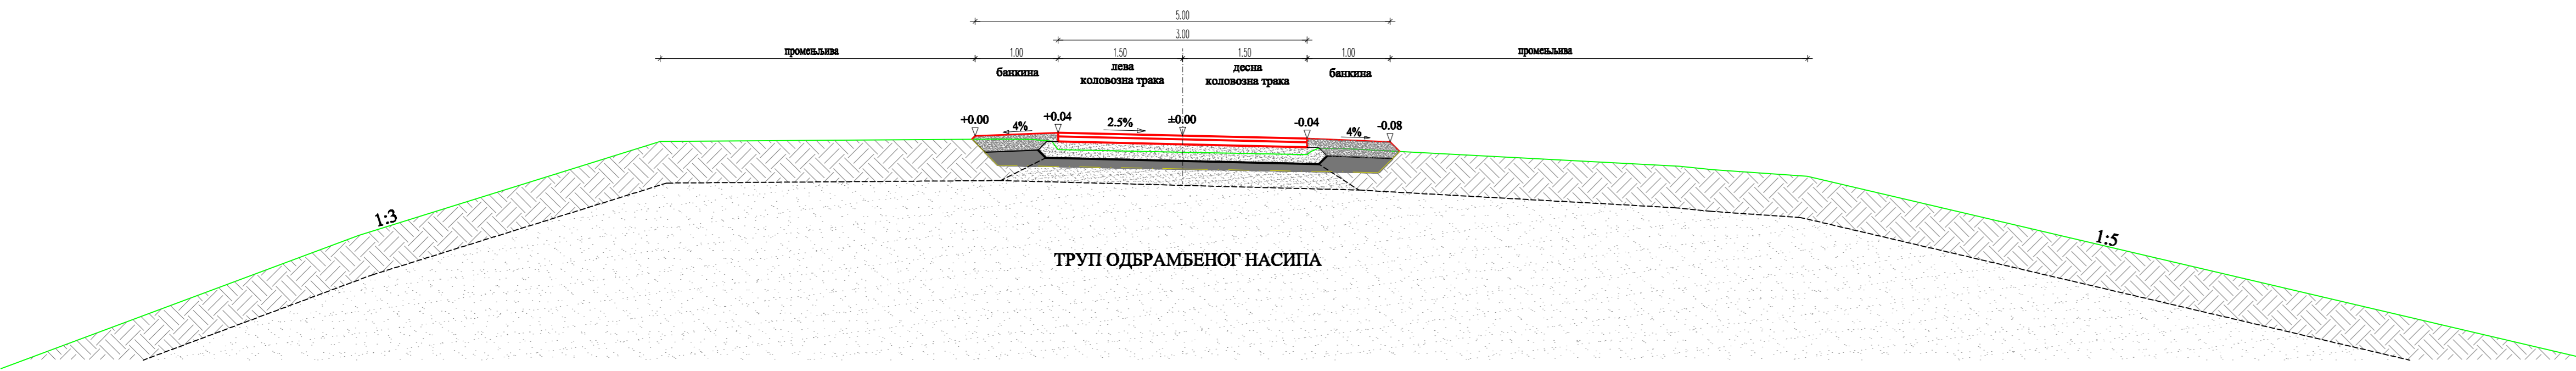 5.00
3.00
променљива 1.00 1.50 1.50 1.00 променљива
банкина лева коловозна трака десна коловозна трака банкина
+0.00 4% +0.04 2.5% ±0.00 -0.04 4% -0.08
1:3
1:5
ТРУП ОДБРАМБЕНОГ НАСИПА